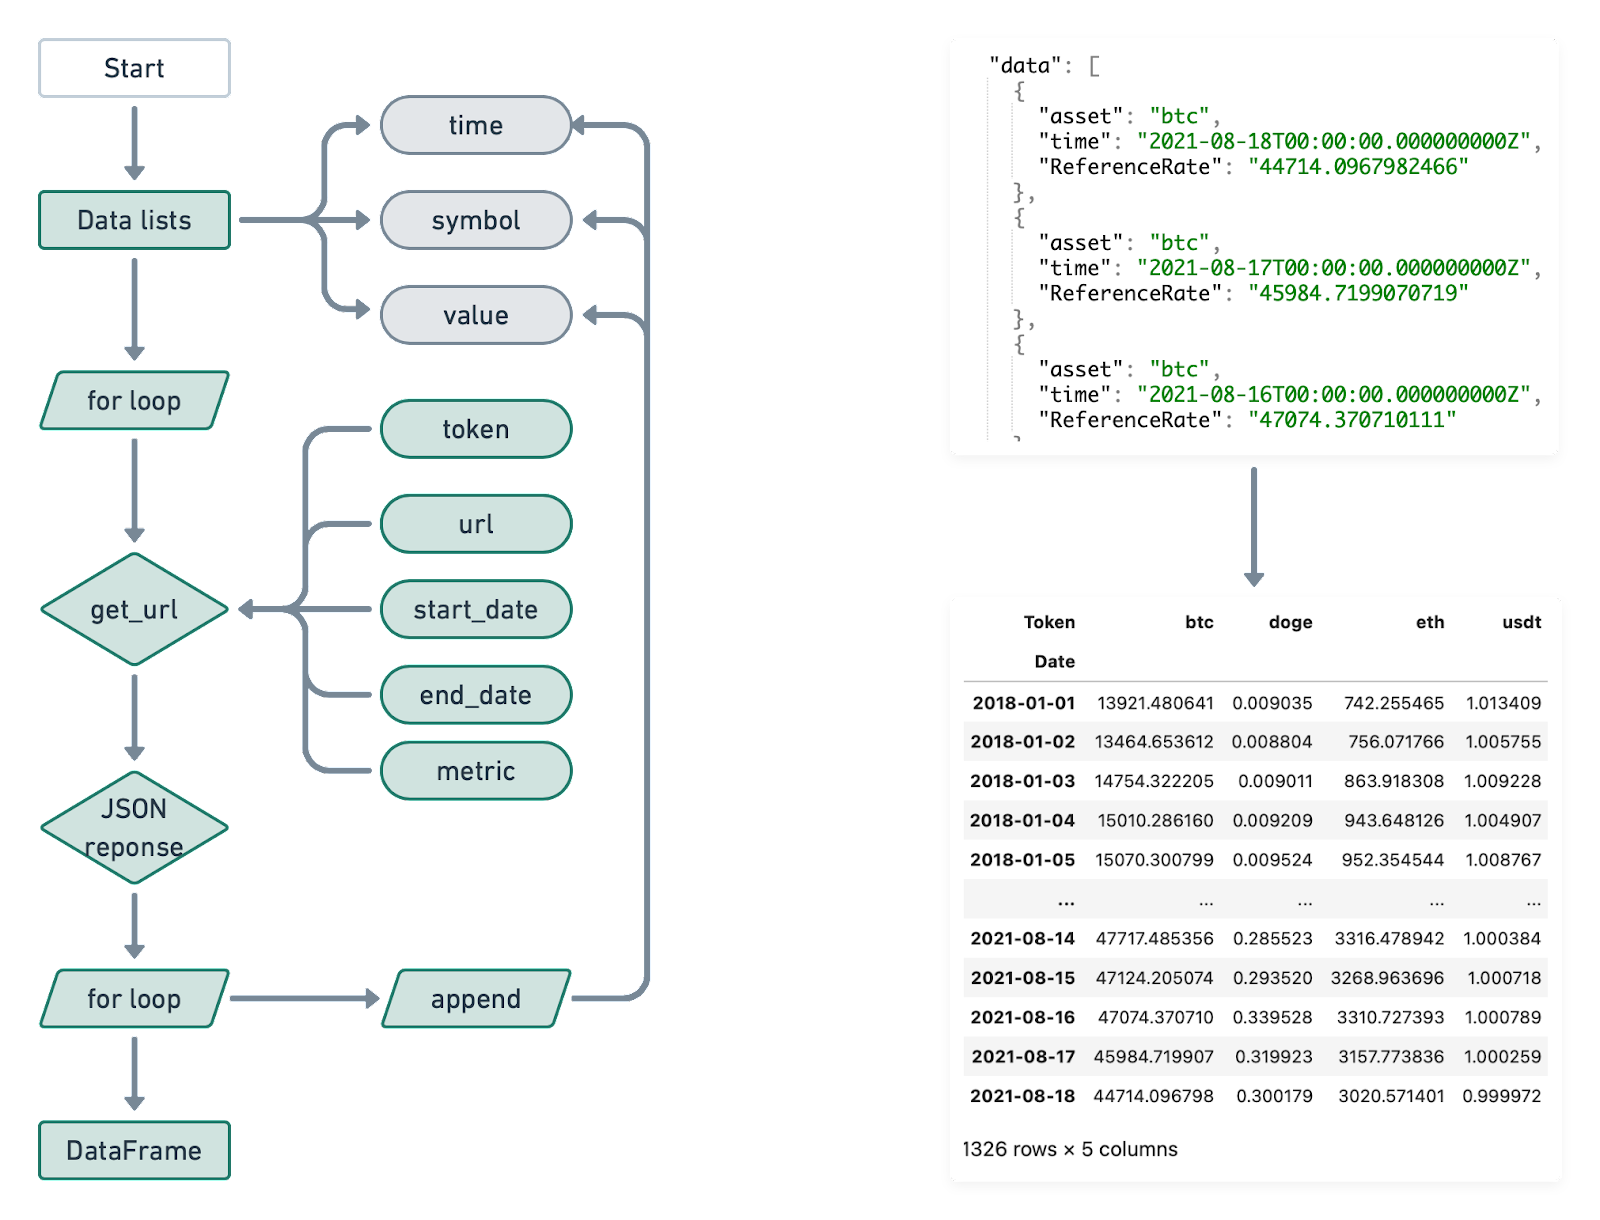 Start
Data lists
time
symbol
value
for loop
token
url
get_url
start_date
end_date
metric
JSON
reponse
for loop
append
DataFrame
"data": [
{
"asset": "btc",
"time": "2021-08-18T00:00:00.000000000Z",
"ReferenceRate": "44714.0967982466"
},
{
"asset": "btc",
"time": "2021-08-17T00:00:00.000000000Z",
"ReferenceRate": "45984.7199070719"
},
{
"asset": "btc",
"time": "2021-08-16T00:00:00.000000000Z",
"ReferenceRate": "47074.370710111"
Token btc doge eth usdt
Date
2018-01-01 13921.480641 0.009035 742.255465 1.013409
2018-01-02 13464.653612 0.008804 756.071766 1.005755
2018-01-03 14754.322205 0.009011 863.918308 1.009228
2018-01-04 15010.286160 0.009209 943.648126 1.004907
2018-01-05 15070.300799 0.009524 952.354544 1.008767
... ... ... ... ...
2021-08-14 47717.485356 0.285523 3316.478942 1.000384
2021-08-15 47124.205074 0.293520 3268.963696 1.000718
2021-08-16 47074.370710 0.339528 3310.727393 1.000789
2021-08-17 45984.719907 0.319923 3157.773836 1.000259
2021-08-18 44714.096798 0.300179 3020.571401 0.999972
1326 rows × 5 columns